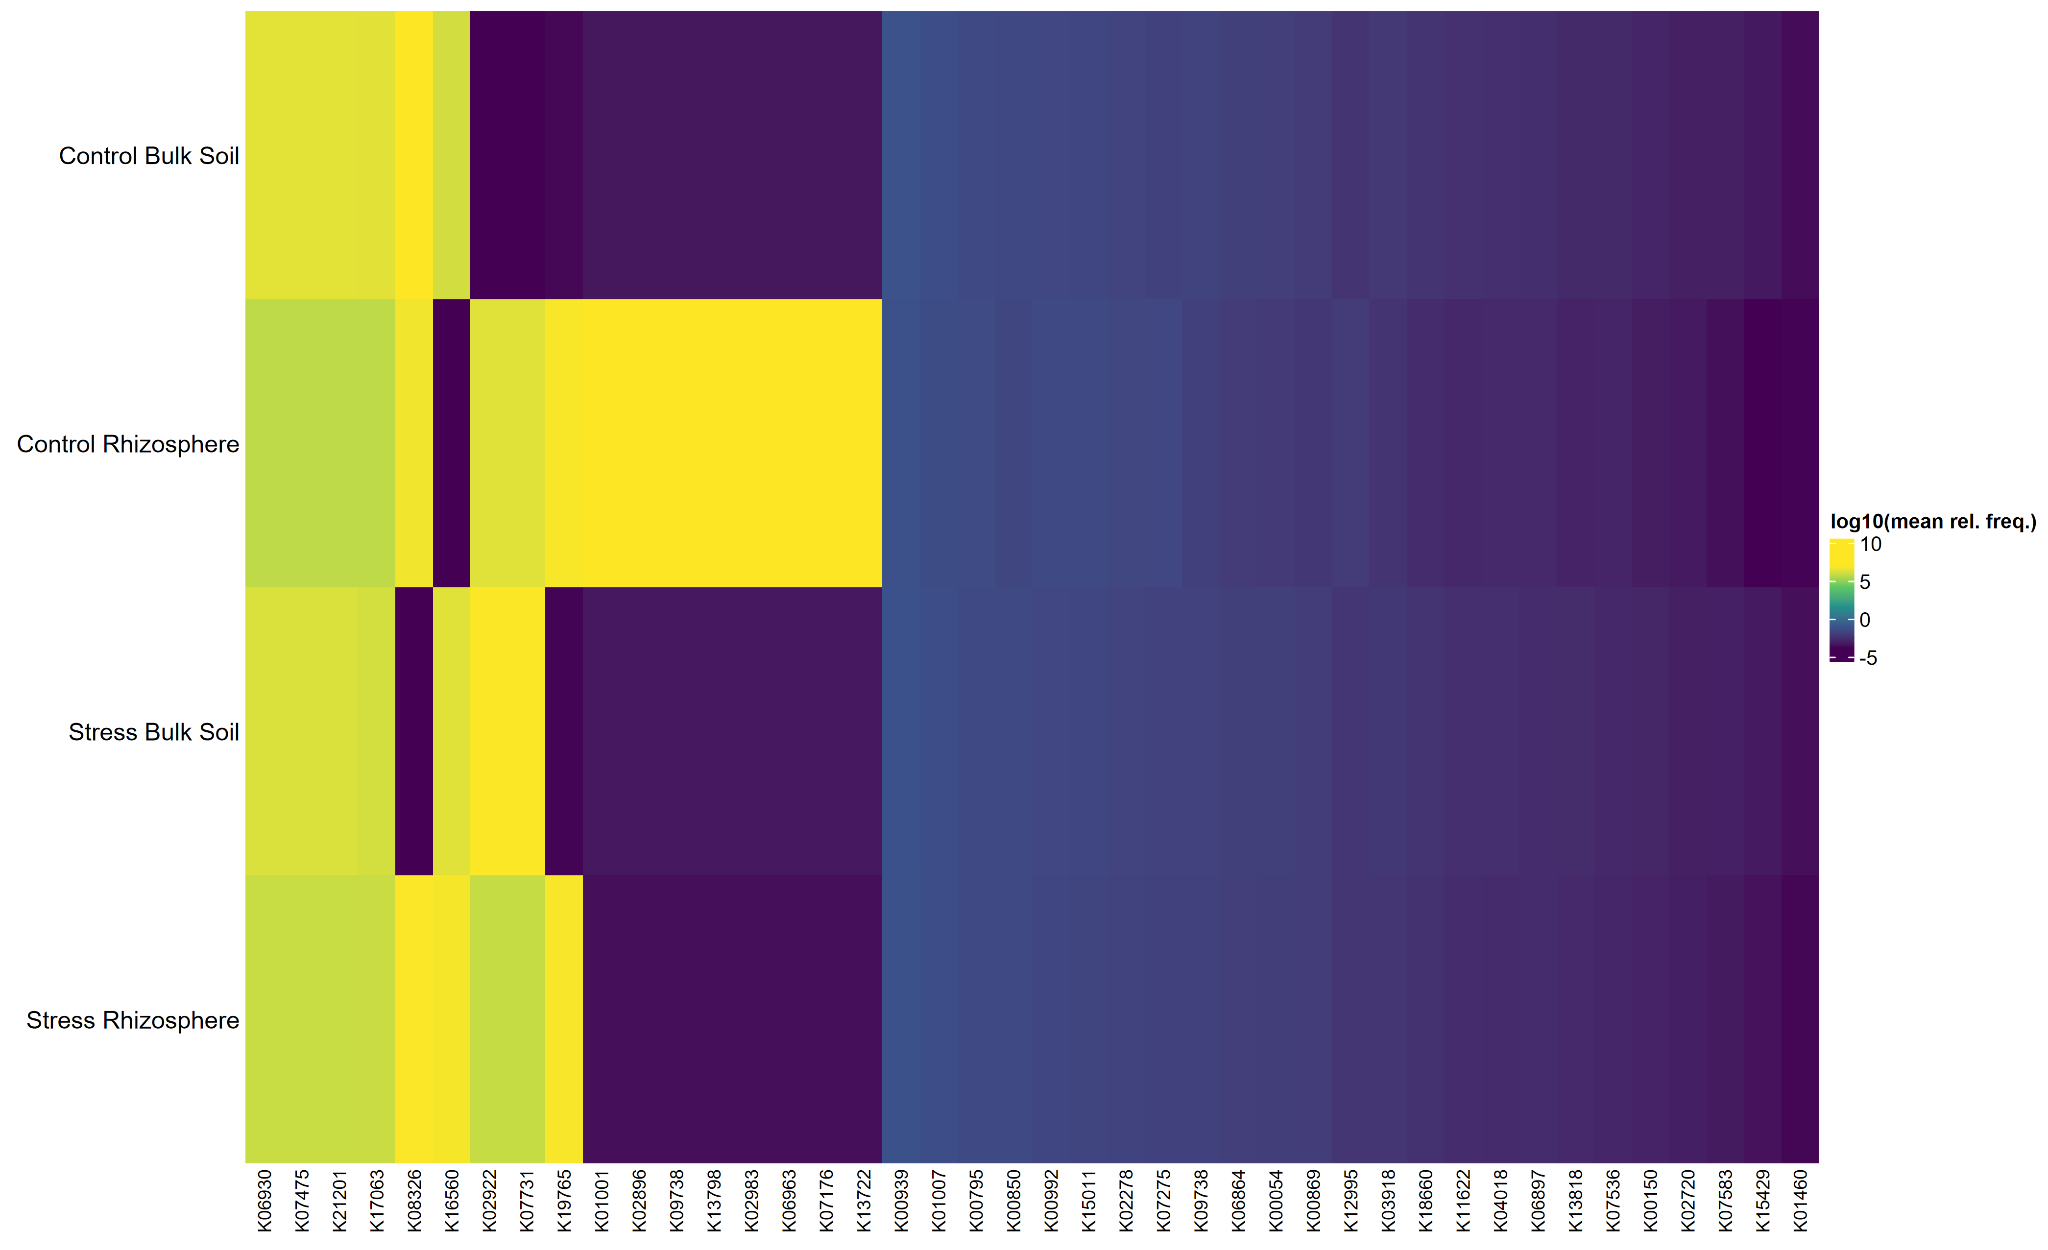 Control Bulk Soil
Control Rhizosphere
Stress Bulk Soil
Stress Rhizosphere
log10(mean rel. freq.)
10
5
0
-5
K06930
K07475
K21201
K17063
K08326
K16560
K02922
K07731
K19765
K01001
K02896
K09738
K13798
K02983
K06963
K07176
K13722
K00939
K01007
K00795
K00850
K00992
K15011
K02278
K07275
K09738
K06864
K00054
K00869
K12995
K03918
K18660
K11622
K04018
K06897
K13818
K07536
K00150
K02720
K07583
K15429
K01460